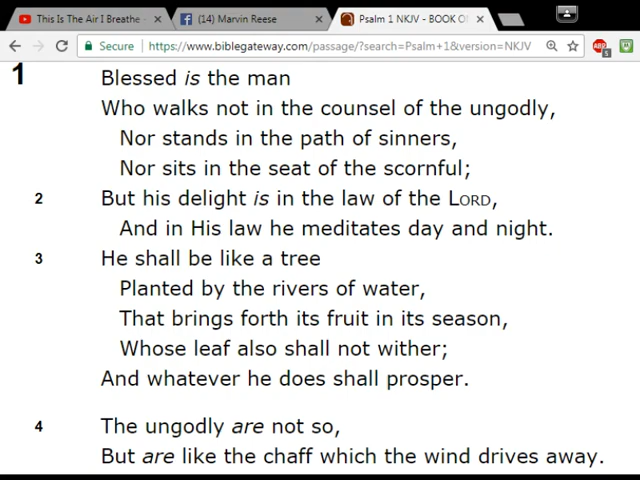 This Is The Air I Breathe -
(14) Marvin Reese
Psalm 1 NKJV - BOOK O
Secure https://www.biblegateway.com/passage/?search=Psalm+1&version=NKJV
ABP
5
1 Blessed is the man
Who walks not in the counsel of the ungodly,
Nor stands in the path of sinners,
Nor sits in the seat of the scornful;
2 But his delight is in the law of the LORD,
And in His law he meditates day and night.
3 He shall be like a tree
Planted by the rivers of water,
That brings forth its fruit in its season,
Whose leaf also shall not wither;
And whatever he does shall prosper.
4 The ungodly are not so,
But are like the chaff which the wind drives away.